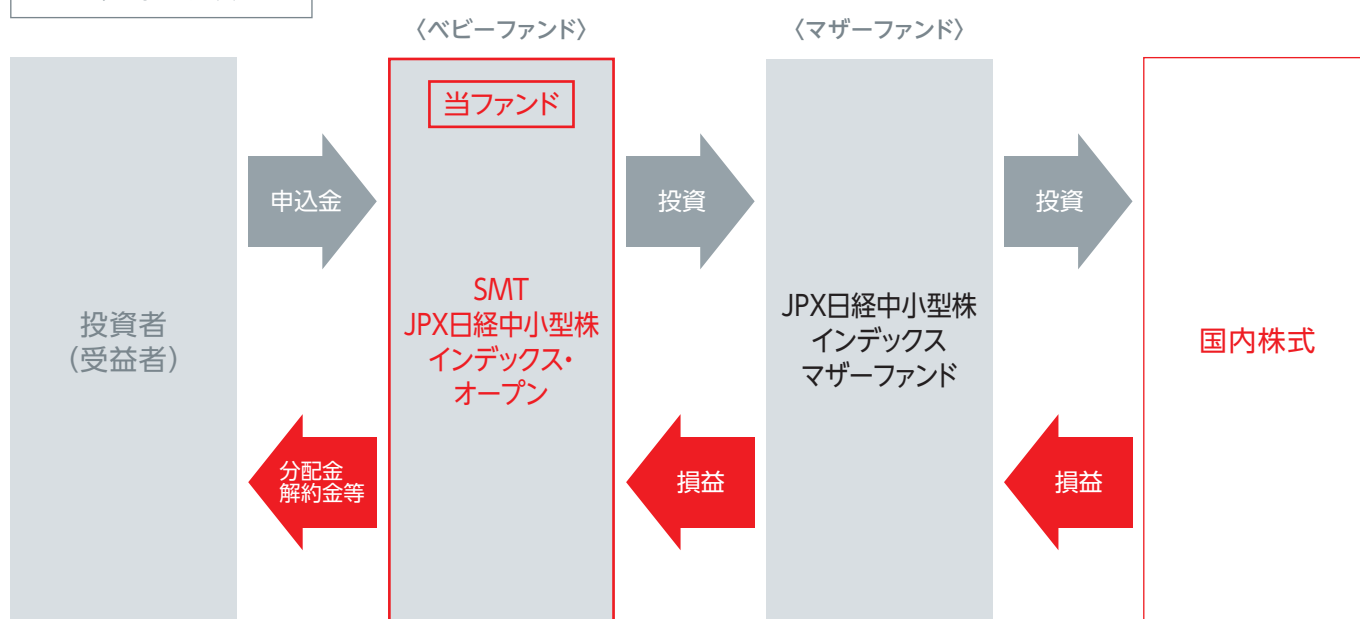 〈ベビーファンド〉
〈マザーファンド〉
当ファンド
申込金
投資
投資
投資者
(受益者)
SMT
JPX日経中小型株
インデックス・
オープン
JPX日経中小型株
インデックス
マザーファンド
国内株式
分配金
解約金等
損益
損益